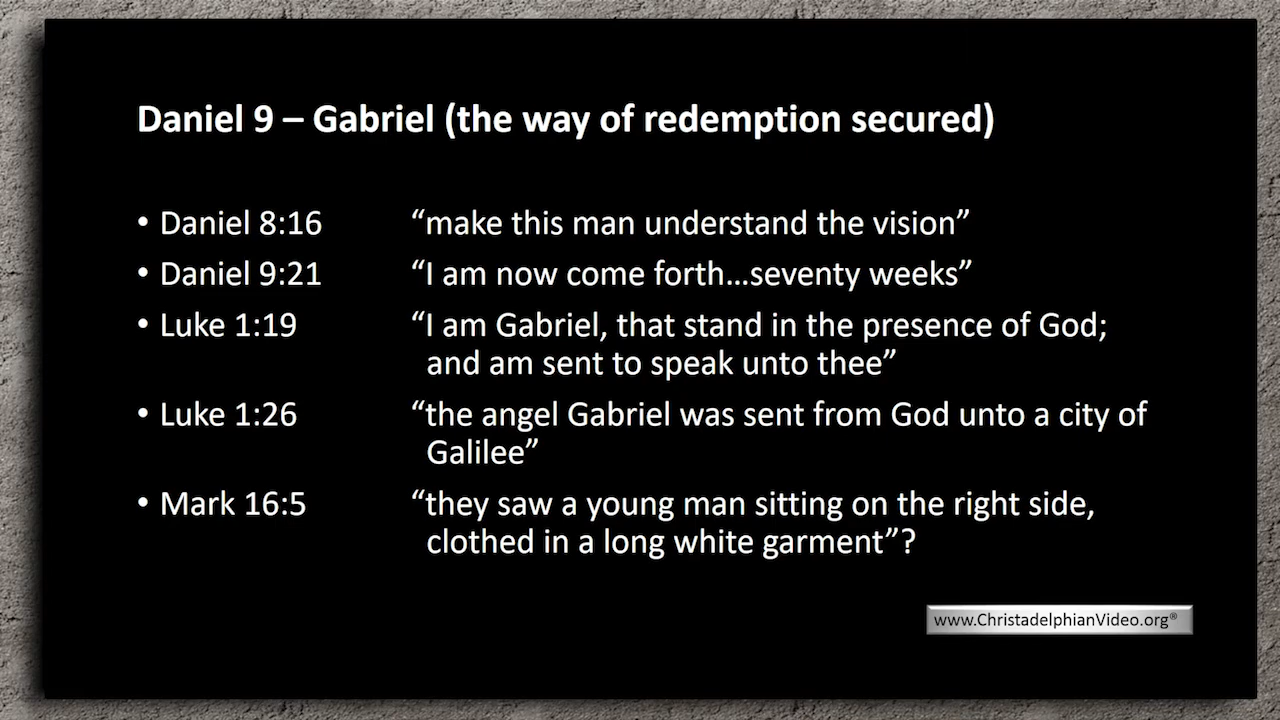 Daniel 9 – Gabriel (the way of redemption secured)
• Daniel 8:16 “make this man understand the vision”
• Daniel 9:21 “I am now come forth…seventy weeks”
• Luke 1:19 “I am Gabriel, that stand in the presence of God;
and am sent to speak unto thee”
• Luke 1:26 “the angel Gabriel was sent from God unto a city of
Galilee”
• Mark 16:5 “they saw a young man sitting on the right side,
clothed in a long white garment”?
www.ChristadelphianVideo.org®